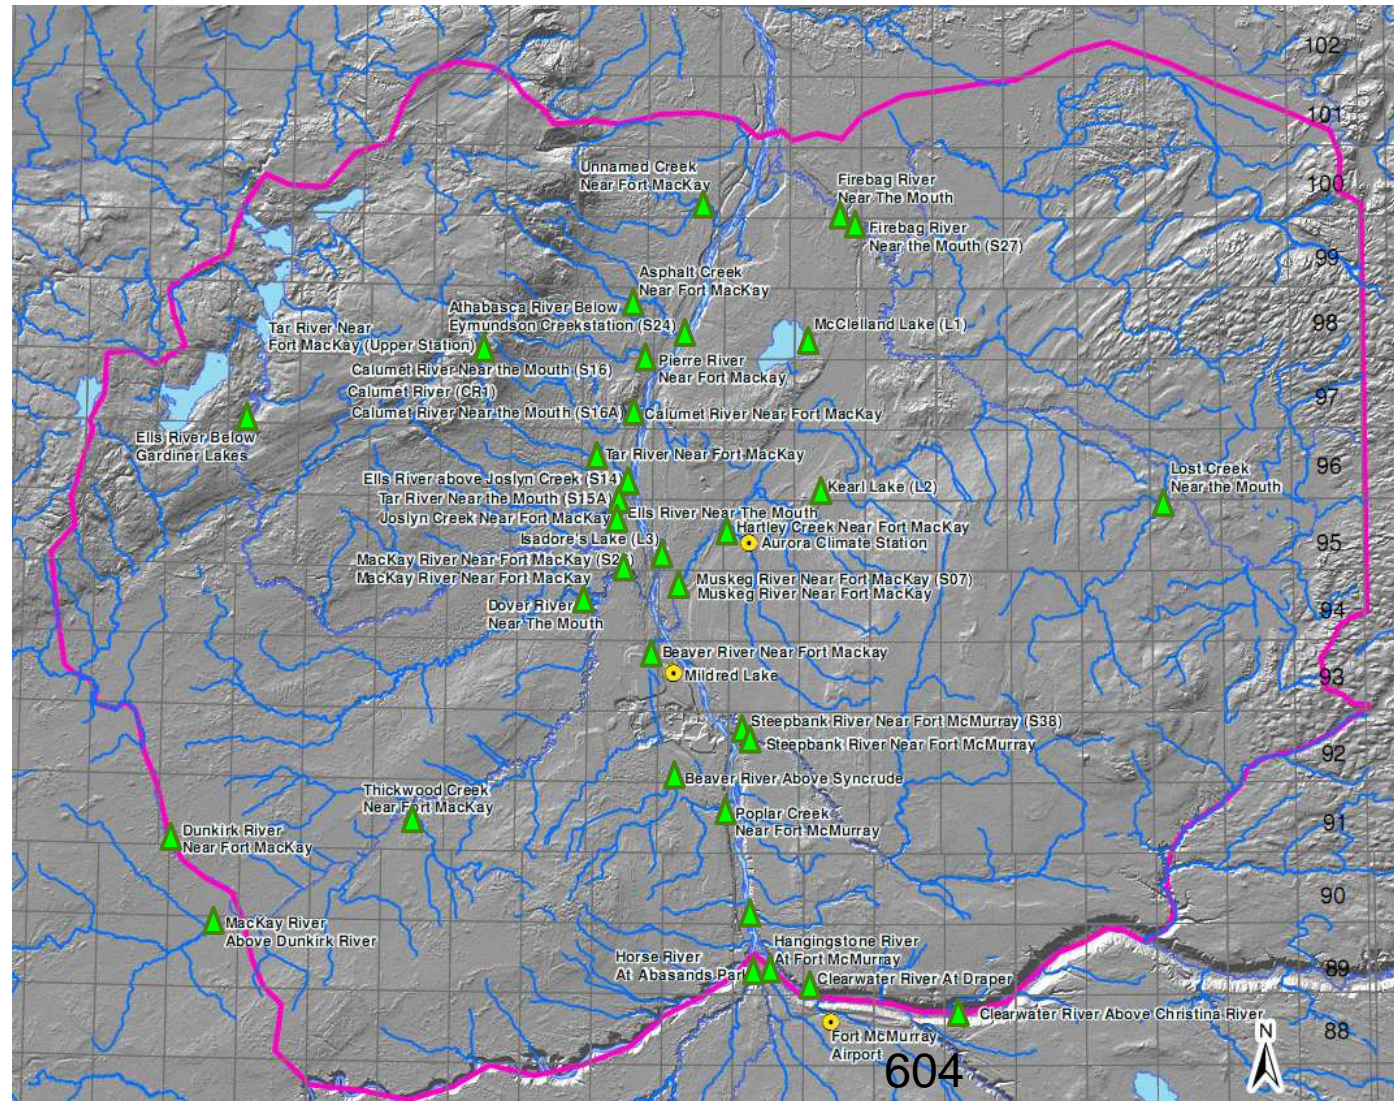 102
101
Unnamed Creek
Near Fort MacKay
Firebag River
Near The Mouth
100
Firebag River
Near the Mouth (S27)
99
Asphalt Creek
Near Fort MacKay
Athabasca River Below
Eymundson Creekstation (S24)
98
McClelland Lake (L1)
Tar River Near
Fort MacKay (Upper Station)
Pierre River
Near Fort Mackay
Calumet River Near the Mouth (S16)
Calumet River (CR1)
97
Calumet River Near the Mouth (S16A)
Calumet River Near Fort MacKay
Ells River Below
Gardiner Lakes
Tar River Near Fort MacKay
96
Lost Creek
Near the Mouth
Ells River above Joslyn Creek (S14)
Kearl Lake (L2)
Tar River Near the Mouth (S15A)
Ells River Near The Mouth
Joslyn Creek Near Fort MacKay
Hartley Creek Near Fort MacKay
Isadore's Lake (L3)
Aurora Climate Station
95
MacKay River Near Fort MacKay
MacKay River Near Fort MacKay
Muskeg River Near Fort MacKay (S07)
Muskeg River Near Fort MacKay
94
Dover River
Near The Mouth
Beaver River Near Fort Mackay
Mildred Lake
93
Steepbank River Near Fort McMurray (S38)
Steepbank River Near Fort McMurray
92
Beaver River Above Syncrude
Thickwood Creek
Near Fort MacKay
Poplar Creek
Near Fort McMurray
91
Dunkirk River
Near Fort MacKay
90
MacKay River
Above Dunkirk River
Hangingstone River
At Fort McMurray
Horse River
At Abasands Park
89
Clearwater River At Draper
Clearwater River Above Christina River
88
Fort McMurray
Airport
N
604